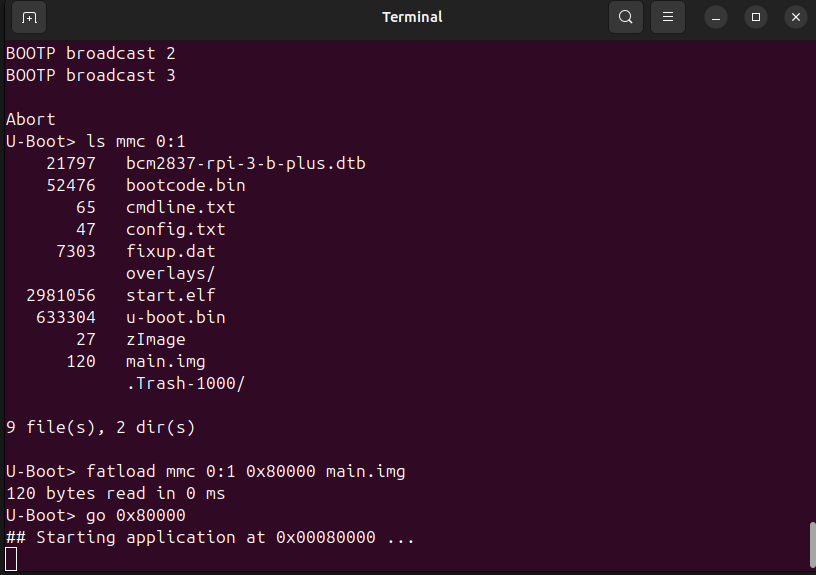 Terminal
BOOTP broadcast 2
BOOTP broadcast 3
Abort
U-Boot> ls mmc 0:1
21797 bcm2837-rpi-3-b-plus.dtb
52476 bootcode.bin
65 cmdline.txt
47 config.txt
7303 fixup.dat
overlays/
2981056 start.elf
633304 u-boot.bin
27 zImage
120 main.img
.Trash-1000/
9 file(s), 2 dir(s)
U-Boot> fatload mmc 0:1 0x80000 main.img
120 bytes read in 0 ms
U-Boot> go 0x80000
## Starting application at 0x00080000 ...